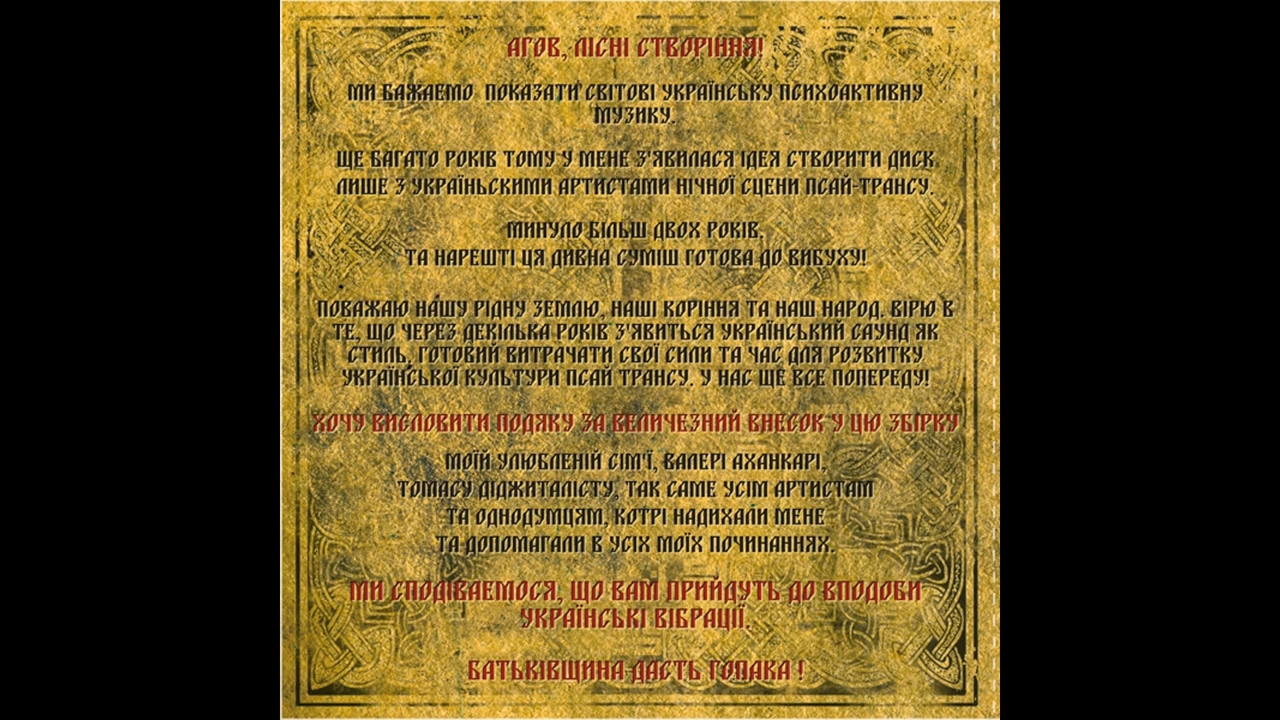 АГОВ, ЛІСНІ СТВОРІННЯ!
МИ БАЖАЕМО ПОКАЗАТИ СВІТОВІ УКРАЇНСЬКУ ПСИХОАКТИВНУ
МУЗИКУ.
ЩЕ БАГАТО РОКІВ ТОМУ У МЕНЕ З'ЯВИЛАСЯ ІДЕЯ СТВОРИТИ ДИСК
ЛИШЕ З УКРАЇНЬСКИМИ АРТИСТАМИ НІЧНОЇ СЦЕНИ ПСАЙ-ТРАНСУ.
МИНУЛО БІЛЬШ ДВОХ РОКІВ,
ТА НАРЕШТІ ЦЯ ДИВНА СУМІШ ГОТОВА ДО ВИБУХУ!
ПОВАЖАЮ НАШУ РІДНУ ЗЕМЛЮ, НАШІ КОРІННЯ ТА НАШ НАРОД. ВІРЮ В
ТЕ, ЩО ЧЕРЕЗ ДЕКІЛЬКА РОКІВ З'ЯВИТЬСЯ УКРАЇНСЬКИЙ САУНД ЯК
СТИЛЬ, ГОТОВИЙ ВИТРАЧАТИ СВОЇ СИЛИ ТА ЧАС ДЛЯ РОЗВИТКУ
УКРАЇНСЬКОЇ КУЛЬТУРИ ПСАЙ ТРАНСУ. У НАС ЩЕ ВСЕ ПОПЕРЕДУ!
ХОЧУ ВИСЛОВИТИ ПОДЯКУ ЗА ВЕЛИЧЕЗНИЙ ВНЕСОК У ЦЮ ЗБІРКУ
МОЇЙ УЛЮБЛЕНІЙ СІМ'Ї, ВАЛЕРІ АХАНКАРІ,
ТОМАСУ ДІДЖИТАЛІСТУ, ТАК САМЕ УСІМ АРТИСТАМ
ТА ОДНОДУМЦЯМ, КОТРІ НАДИХАЛИ МЕНЕ
ТА ДОПОМАГАЛИ В УСІХ МОЇХ ПОЧИНАННЯХ.
МИ СПОДІВАЕМОСЯ, ЩО ВАМ ПРИЙДУТЬ ДО ВПОДОБИ
УКРАЇНСЬКІ ВІБРАЦІЇ.
БАТЬКІВЩИНА ДАСТЬ ГОПАКА !